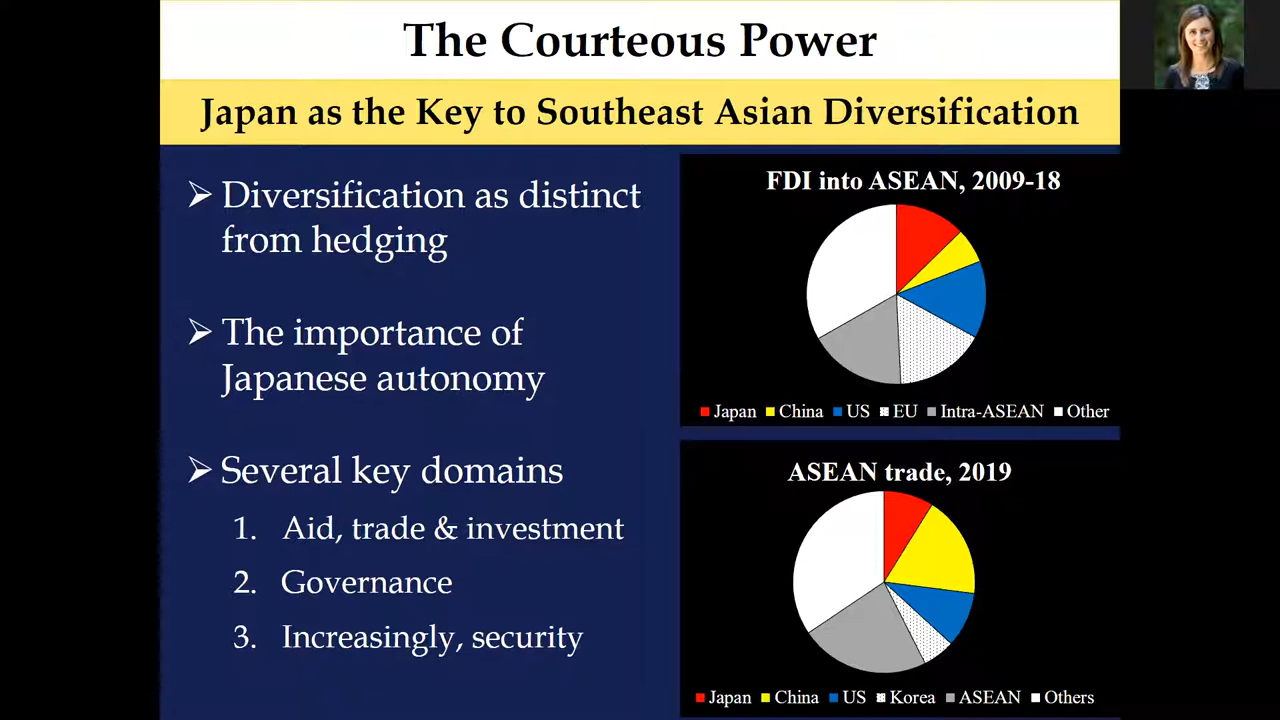 The Courteous Power
Japan as the Key to Southeast Asian Diversification
➢ Diversification as distinct
from hedging
➢ The importance of
Japanese autonomy
➢ Several key domains
1. Aid, trade & investment
2. Governance
3. Increasingly, security
FDI into ASEAN, 2009-18
Japan China US EU Intra-ASEAN Other
ASEAN trade, 2019
Japan China US Korea ASEAN Others